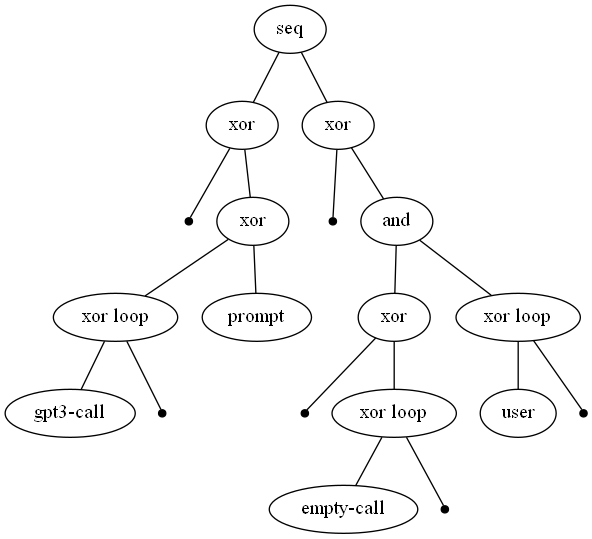 seq
xor
xor
xor
and
xor loop
prompt
xor
xor loop
gpt3-call
xor loop
user
empty-call